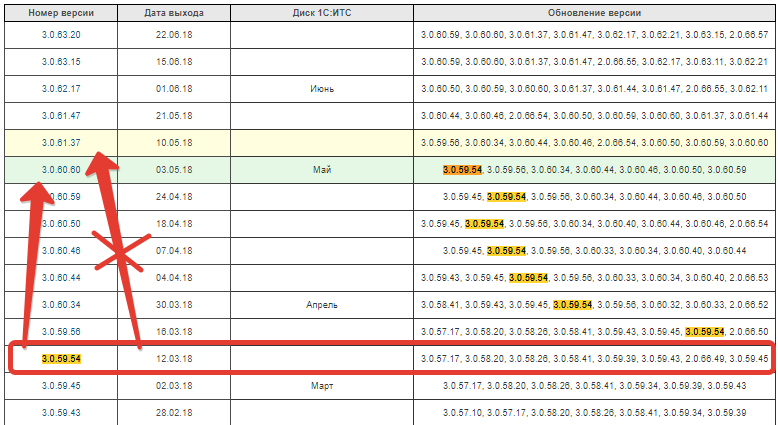 Номер версии Дата выхода Диск 1С:ИТС Обновление версии
3.0.63.20 22.06.18 3.0.60.59, 3.0.60.60, 3.0.61.37, 3.0.61.47, 3.0.62.17, 3.0.62.21, 3.0.63.15, 2.0.66.57
3.0.63.15 15.06.18 3.0.60.59, 3.0.60.60, 3.0.61.37, 3.0.61.47, 2.0.66.55, 3.0.62.17, 3.0.63.11, 3.0.62.21
3.0.62.17 01.06.18 Июнь 3.0.60.50, 3.0.60.59, 3.0.60.60, 3.0.61.37, 3.0.61.44, 3.0.61.47, 2.0.66.55, 3.0.62.11
3.0.61.47 21.05.18 3.0.60.44, 3.0.60.46, 2.0.66.54, 3.0.60.50, 3.0.60.59, 3.0.60.60, 3.0.61.37, 3.0.61.44
3.0.61.37 10.05.18 3.0.59.56, 3.0.60.34, 3.0.60.44, 3.0.60.46, 2.0.66.54, 3.0.60.50, 3.0.60.59, 3.0.60.60
3.0.60.60 03.05.18 Май 3.0.59.54, 3.0.59.56, 3.0.60.34, 3.0.60.44, 3.0.60.46, 3.0.60.50, 3.0.60.59
3.0.60.59 24.04.18 3.0.59.45, 3.0.59.54, 3.0.59.56, 3.0.60.34, 3.0.60.44, 3.0.60.46, 3.0.60.50
3.0.60.50 18.04.18 3.0.59.45, 3.0.59.54, 3.0.59.56, 3.0.60.34, 3.0.60.40, 3.0.60.44, 3.0.60.46, 2.0.66.54
3.0.60.46 07.04.18 3.0.59.45, 3.0.59.54, 3.0.59.56, 3.0.60.33, 3.0.60.34, 3.0.60.40, 3.0.60.44
3.0.60.44 04.04.18 3.0.59.43, 3.0.59.45, 3.0.59.54, 3.0.59.56, 3.0.60.33, 3.0.60.34, 3.0.60.40, 2.0.66.53
3.0.60.34 30.03.18 Апрель 3.0.58.41, 3.0.59.43, 3.0.59.45, 3.0.59.54, 3.0.59.56, 3.0.60.32, 3.0.60.33, 2.0.66.52
3.0.59.56 16.03.18 3.0.57.17, 3.0.58.20, 3.0.58.26, 3.0.58.41, 3.0.59.43, 3.0.59.45, 3.0.59.54, 2.0.66.50
3.0.59.54 12.03.18 3.0.57.17, 3.0.58.20, 3.0.58.26, 3.0.58.41, 3.0.59.39, 3.0.59.43, 2.0.66.49, 3.0.59.45
3.0.59.45 02.03.18 Март 3.0.57.17, 3.0.58.20, 3.0.58.26, 3.0.58.41, 3.0.59.34, 3.0.59.39, 3.0.59.43
3.0.59.43 28.02.18 3.0.57.10, 3.0.57.17, 3.0.58.20, 3.0.58.26, 3.0.58.41, 3.0.59.34, 3.0.59.39